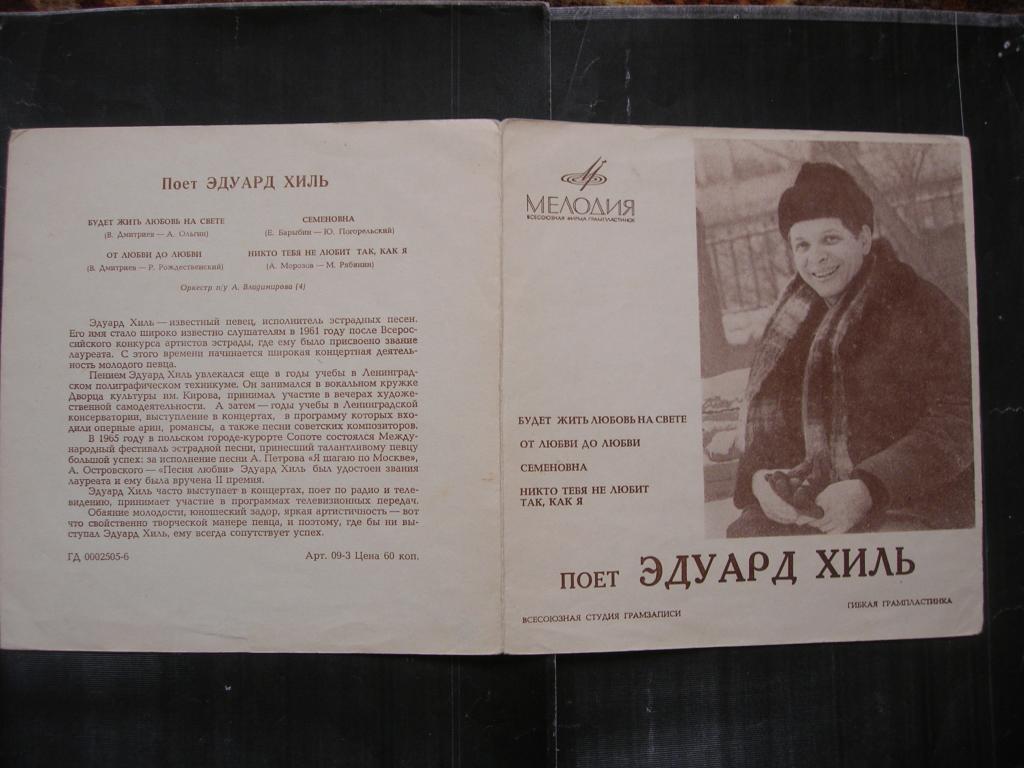 Поет ЭДУАРД ХИЛЬ
БУДЕТ ЖИТЬ ЛЮБОВЬ НА СВЕТЕ
(В. Дмитриев — А. Ольгин)
СЕМЕНОВНА
(Е. Барыбин — Ю. Погорельский)
ОТ ЛЮБВИ ДО ЛЮБВИ
(В. Дмитриев — Р. Рождественский)
НИКТО ТЕБЯ НЕ ЛЮБИТ ТАК, КАК Я
(А. Морозов — М. Рябинин)
Оркестр п/у А. Владимирова (4)
Эдуард Хиль — известный певец, исполнитель эстрадных песен.
Его имя стало широко известно слушателям в 1961 году после Всерос-
сийского конкурса артистов эстрады, где ему было присвоено звание
лауреата. С этого времени начинается широкая концертная деятель-
ность молодого певца.
Пением Эдуард Хиль увлекался еще в годы учебы в Ленинград-
ском полиграфическом техникуме. Он занимался в вокальном кружке
Дворца культуры им. Кирова, принимал участие в вечерах художе-
ственной самодеятельности. А затем — годы учебы в Ленинградской
консерватории, выступление в концертах, в программу которых вхо-
дили оперные арии, романсы, а также песни советских композиторов.
В 1965 году в польском городе-курорте Сопоте состоялся Между-
народный фестиваль эстрадной песни, принесший талантливому певцу
большой успех: за исполнение песни А. Петрова «Я шагаю по Москве»,
А. Островского — «Песня любви» Эдуард Хиль был удостоен звания
лауреата и ему была вручена II премия.
Эдуард Хиль часто выступает в концертах, поет по радио и теле-
видению, принимает участие в программах телевизионных передач.
Обаяние молодости, юношеский задор, яркая артистичность — вот
что свойственно творческой манере певца, и поэтому, где бы ни вы-
ступал Эдуард Хиль, ему всегда сопутствует успех.
ГД 0002505-6 Арт. 09-3 Цена 60 коп.
МЕЛОДИЯ
ВСЕСОЮЗНАЯ ФИРМА ГРАМПЛАСТИНОК
БУДЕТ ЖИТЬ ЛЮБОВЬ НА СВЕТЕ
ОТ ЛЮБВИ ДО ЛЮБВИ
СЕМЕНОВНА
НИКТО ТЕБЯ НЕ ЛЮБИТ
ТАК, КАК Я
ПОЕТ ЭДУАРД ХИЛЬ
ВСЕСОЮЗНАЯ СТУДИЯ ГРАМЗАПИСИ
ГИБКАЯ ГРАМПЛАСТИНКА